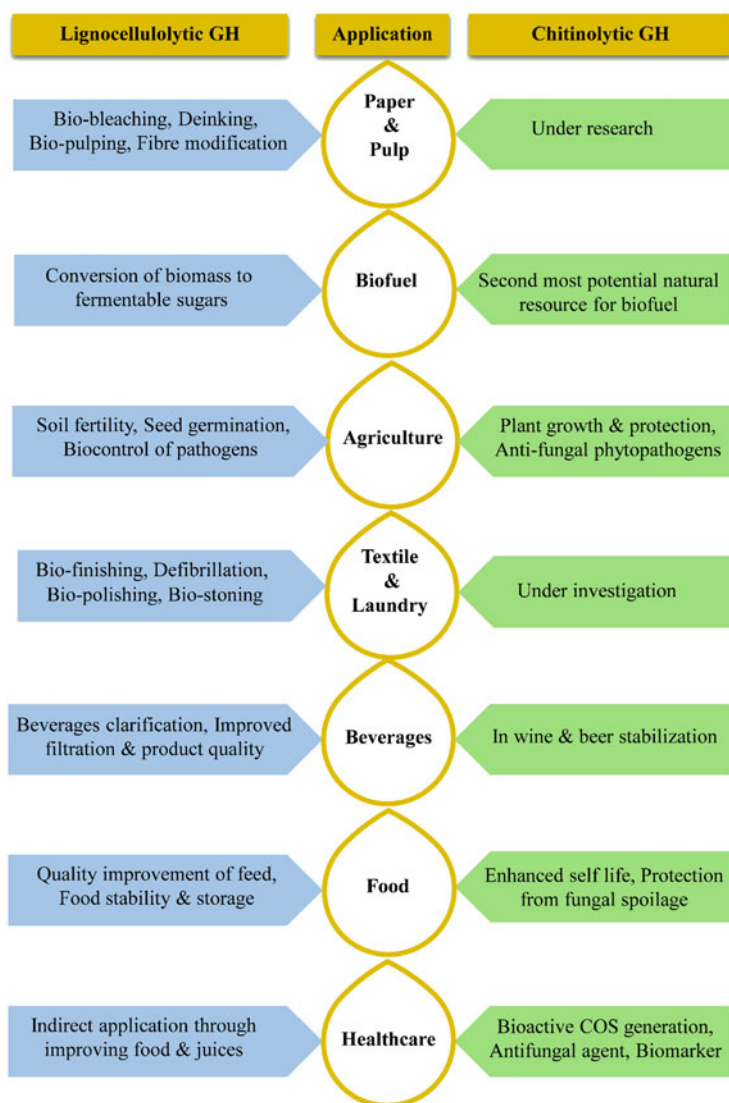 Lignocellulolytic GH
Application
Chitinolytic GH
Bio-bleaching, Deinking,
Bio-pulping, Fibre modification
Paper
&
Pulp
Under research
Conversion of biomass to
fermentable sugars
Biofuel
Second most potential natural
resource for biofuel
Soil fertility, Seed germination,
Biocontrol of pathogens
Agriculture
Plant growth & protection,
Anti-fungal phytopathogens
Bio-finishing, Defibrillation,
Bio-polishing, Bio-stoning
Textile
&
Laundry
Under investigation
Beverages clarification, Improved
filtration & product quality
Beverages
In wine & beer stabilization
Quality improvement of feed,
Food stability & storage
Food
Enhanced self life, Protection
from fungal spoilage
Indirect application through
improving food & juices
Healthcare
Bioactive COS generation,
Antifungal agent, Biomarker